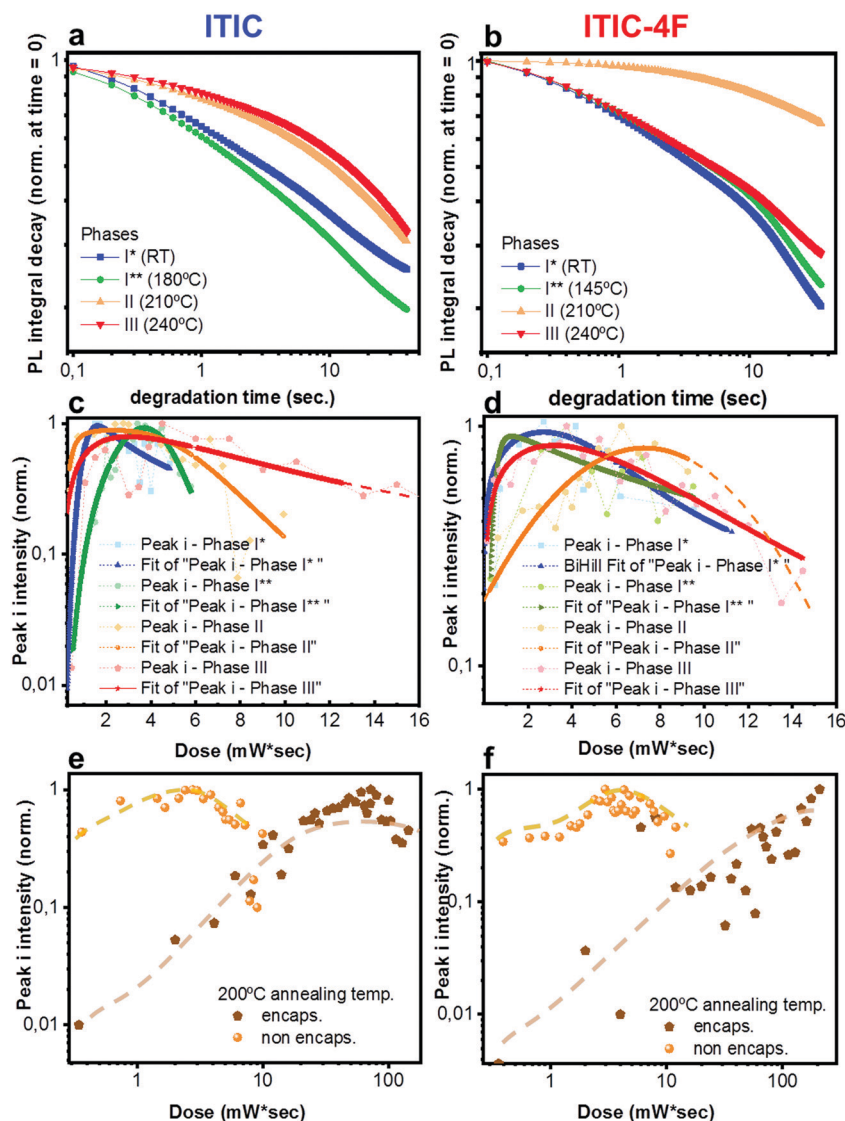 ITIC
ITIC-4F
a
b
PL integral decay (norm. at time = 0)
1
Phases
I* (RT)
I** (180ºC)
II (210ºC)
III (240ºC)
0,1
1
10
degradation time (sec.)
PL integral decay (norm. at time = 0)
1
Phases
I* (RT)
I** (145ºC)
II (210ºC)
III (240ºC)
0,1
1
10
degradation time (sec)
c
Peak i intensity (norm.)
1
0,1
0,01
Peak i - Phase I*
Fit of "Peak i - Phase I* "
Peak i - Phase I**
Fit of "Peak i - Phase I** "
Peak i - Phase II
Fit of "Peak i - Phase II"
Peak i - Phase III
Fit of "Peak i - Phase III"
2 4 6 8 10 12 14 16
Dose (mW*sec)
d
Peak i intensity (norm.)
1
0,1
Peak i - Phase I*
BiHill Fit of "Peak i - Phase I* "
Peak i - Phase I**
Fit of "Peak i - Phase I** "
Peak i - Phase II
Fit of "Peak i - Phase II"
Peak i - Phase III
Fit of "Peak i - Phase III"
0 2 4 6 8 10 12 14 16
Dose (mW*sec)
e
Peak i intensity (norm.)
1
0,1
0,01
200ºC annealing temp.
encaps.
non encaps.
1 10 100
Dose (mW*sec)
f
Peak i intensity (norm.)
1
0,1
0,01
200ºC annealing temp.
encaps.
non encaps.
1 10 100
Dose (mW*sec)